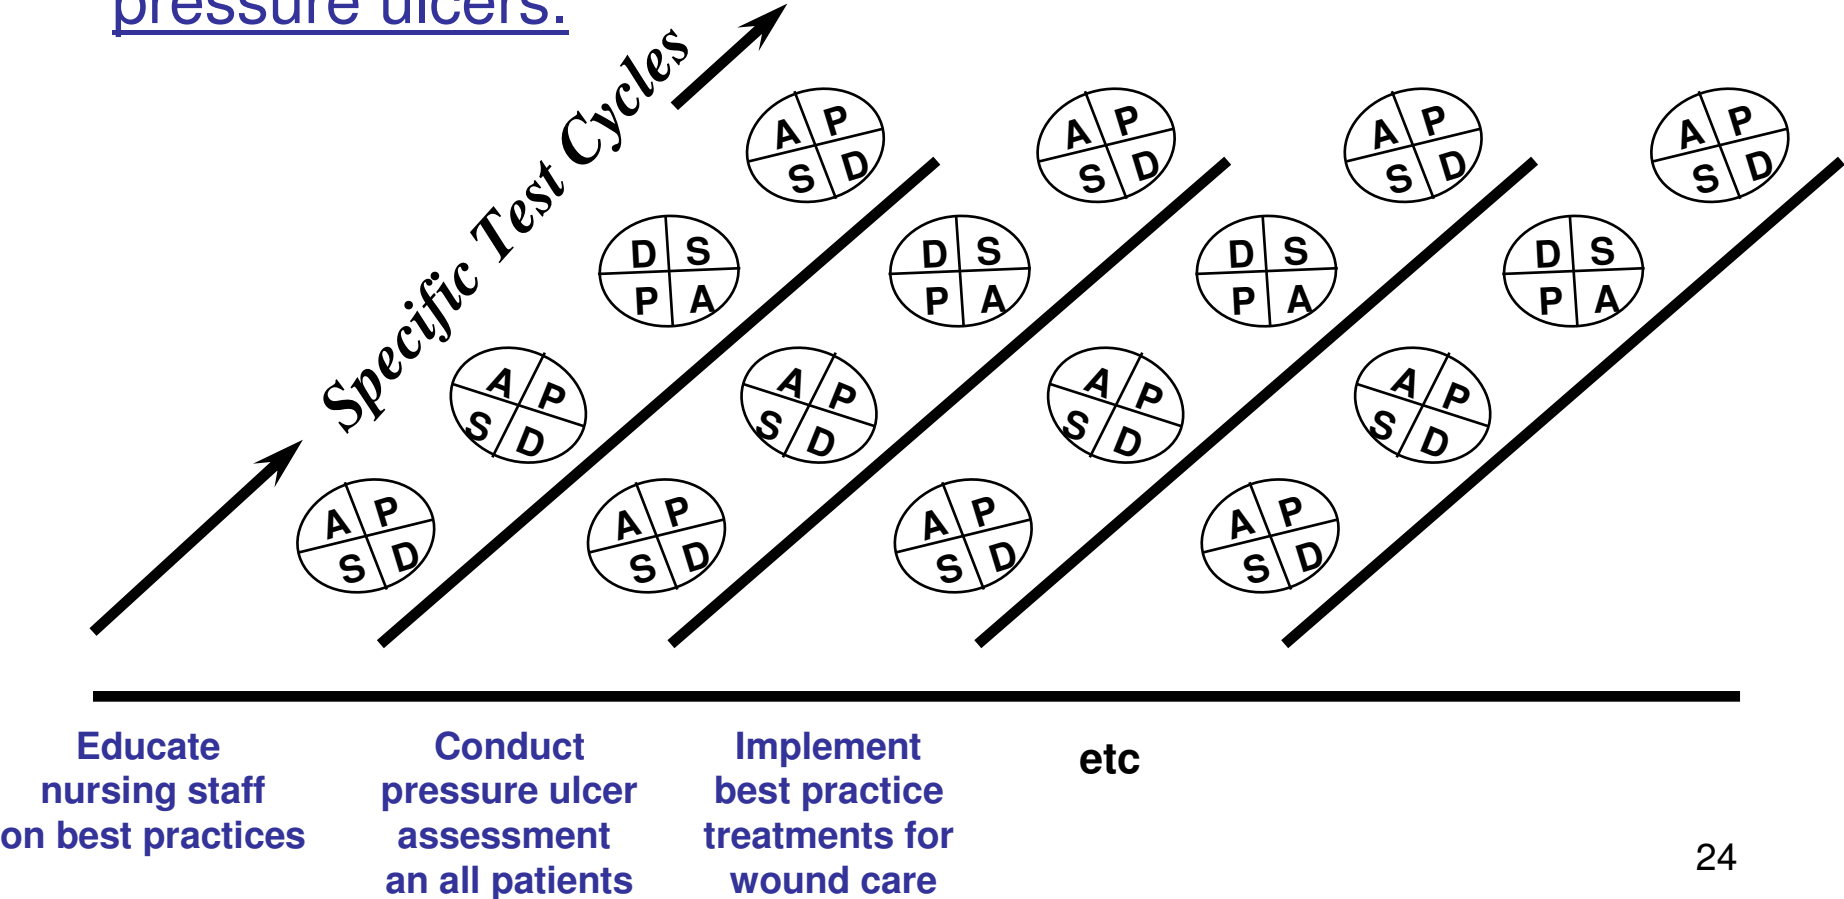 pressure ulcers.
Specific Test Cycles
A P
S D
A P
S D
A P
S D
A P
S D
D S
P A
D S
P A
D S
P A
D S
P A
A P
S D
A P
S D
A P
S D
A P
S D
A P
S D
A P
S D
A P
S D
A P
S D
Educate
nursing staff
on best practices
Conduct
pressure ulcer
assessment
an all patients
Implement
best practice
treatments for
wound care
etc
24